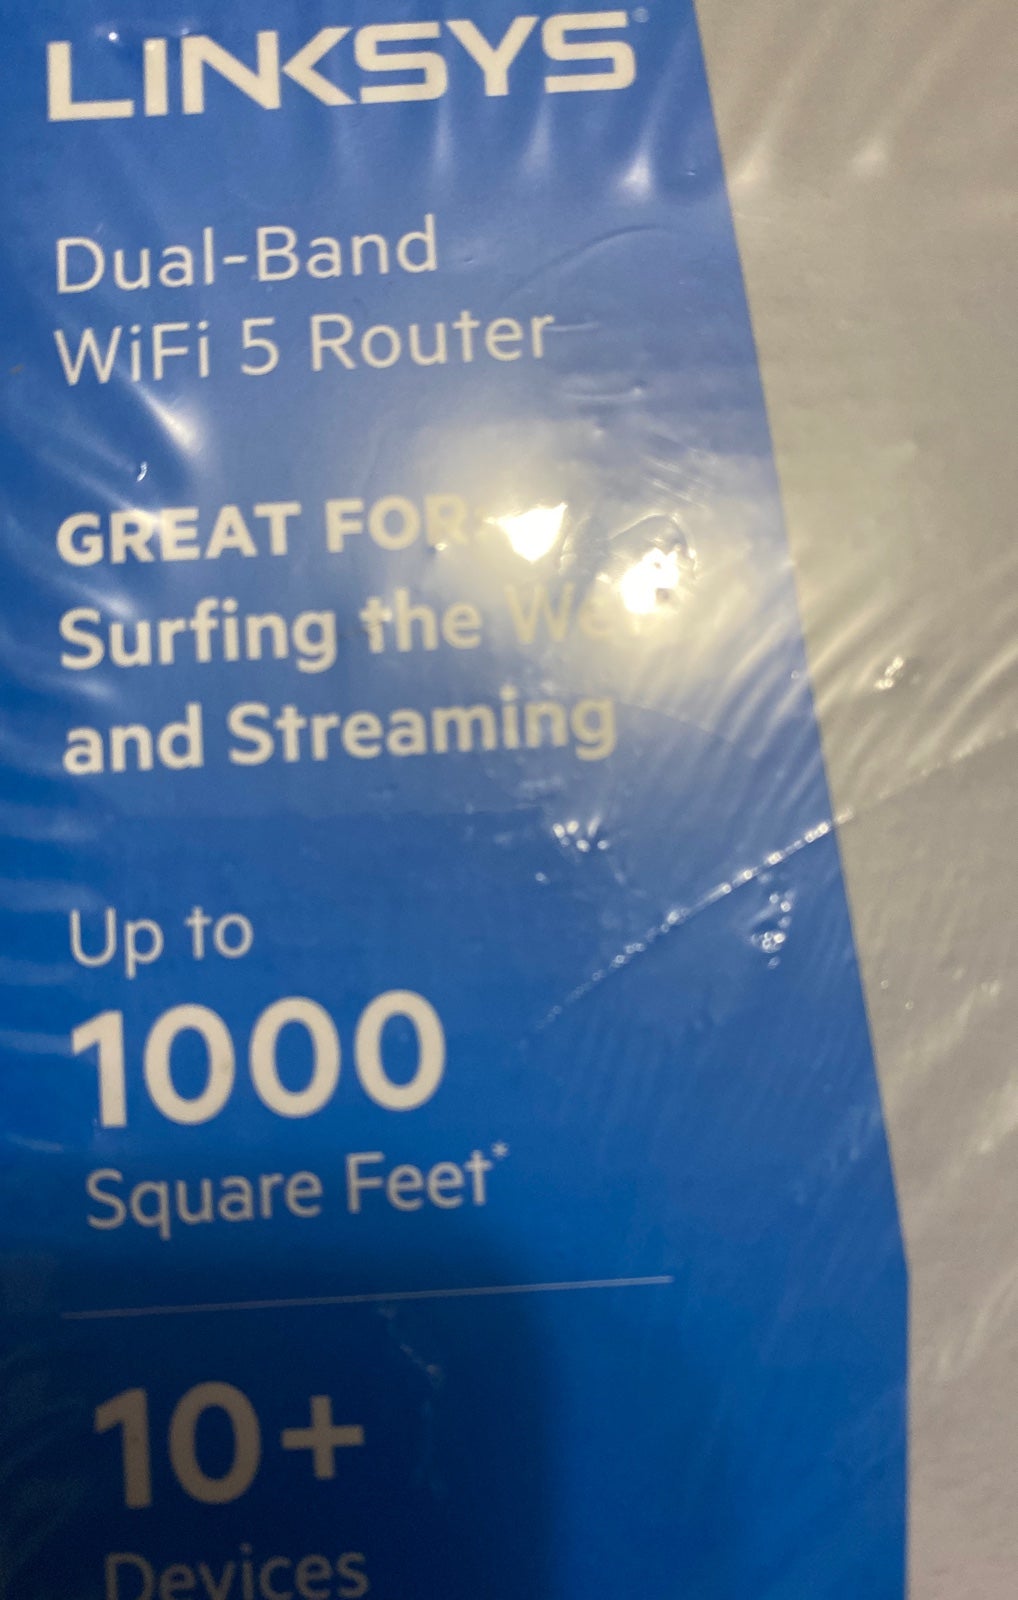 LINKSYS
Dual-Band
WiFi 5 Router
GREAT FOR
Surfing the
and Streaming
Up to
1000
Square Feet*
10+
Devices